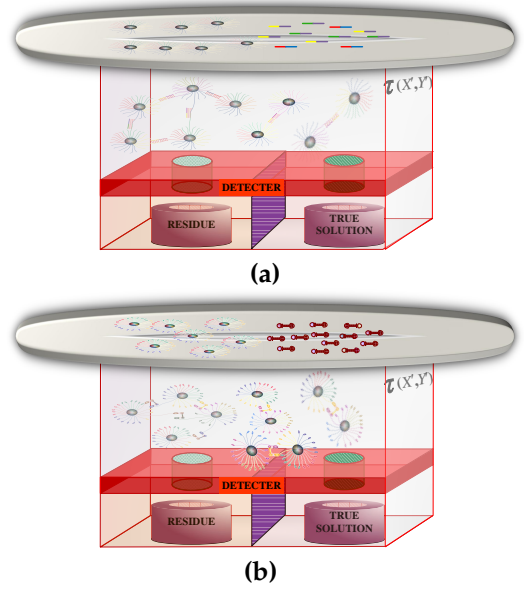 τ(X',Y')
DETECTER
RESIDUE
TRUE
SOLUTION
(a)
τ(X',Y')
DETECTER
RESIDUE
TRUE
SOLUTION
(b)